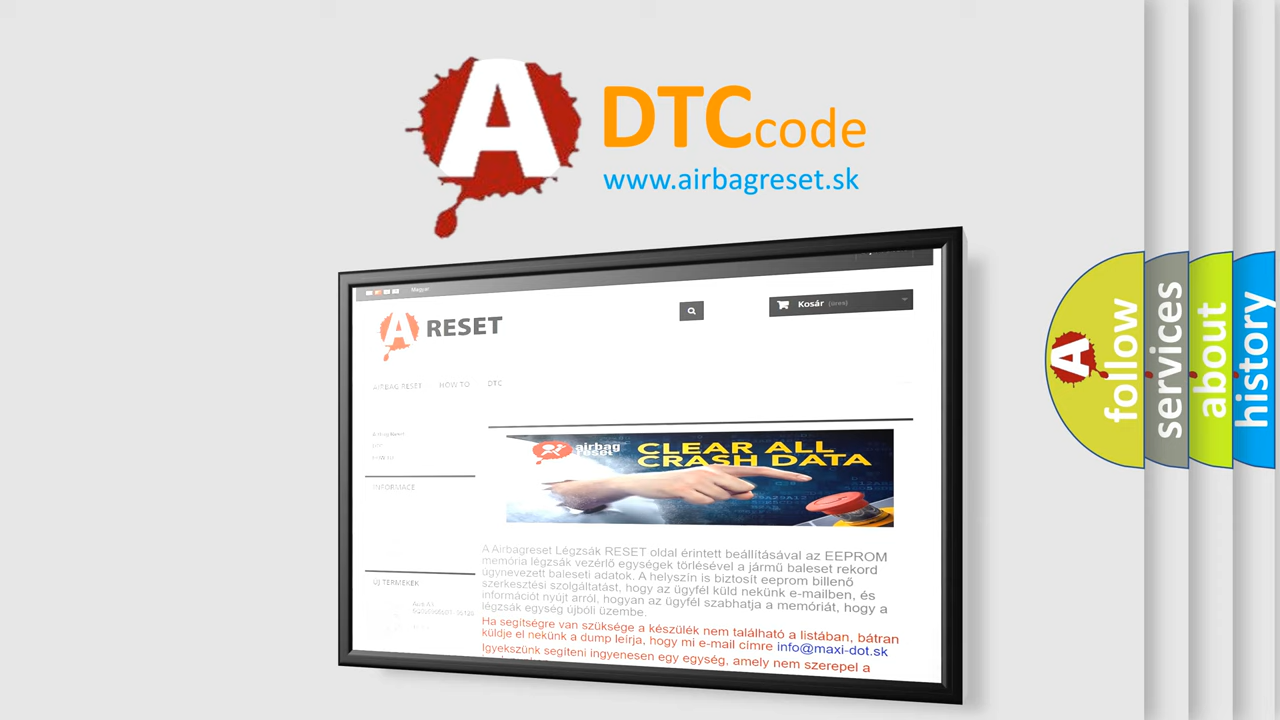 A
DTCcode
www.airbagreset.sk
Magyar
Kosár (üres)
A RESET
AIRBAG RESET HOW TO DTC
INFORMACE
airbag
reset
CLEAR ALL
CRASH DATA
A Airbagreset Légzsák RESET oldal érintett beállításával az EEPROM
memória légzsák vezérlő egységek törlésével a jármű baleset rekord
úgynevezett baleseti adatok. A helyszín is biztosít eeprom billenő
szerkesztési szolgáltatást, hogy az ügyfél küld nekünk e-mailben, és
információt nyújt arról, hogyan az ügyfél szabhatja a memóriát, hogy a
légzsák egység újbóli üzembe.
Ha segítségre van szüksége a készülék nem található a listában, bátran
küldje el nekünk a dump leírja, hogy mi e-mail címre info@maxi-dot.sk
Igyekszünk segíteni ingyenesen egy egység, amely nem szerepel a
ÚJ TERMÉKEK
A
follow
services
about
history